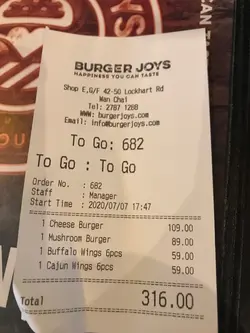 BURGER JOYS
HAPPINESS YOU CAN TASTE
Shop E,G/F 42-50 Lockhart Rd
Wan Chai
Tel: 2787 1288
WWW: burgerjoys.com
Email: info@burgerjoys.com
To Go: 682
To Go : To Go
Order No. : 682
Staff : Manager
Start Time : 2020/07/07 17:47
1 Cheese Burger 109.00
1 Mushroom Burger 89.00
1 Buffalo Wings 6pcs 59.00
1 Cajun Wings 6pcs 59.00
Total 316.00